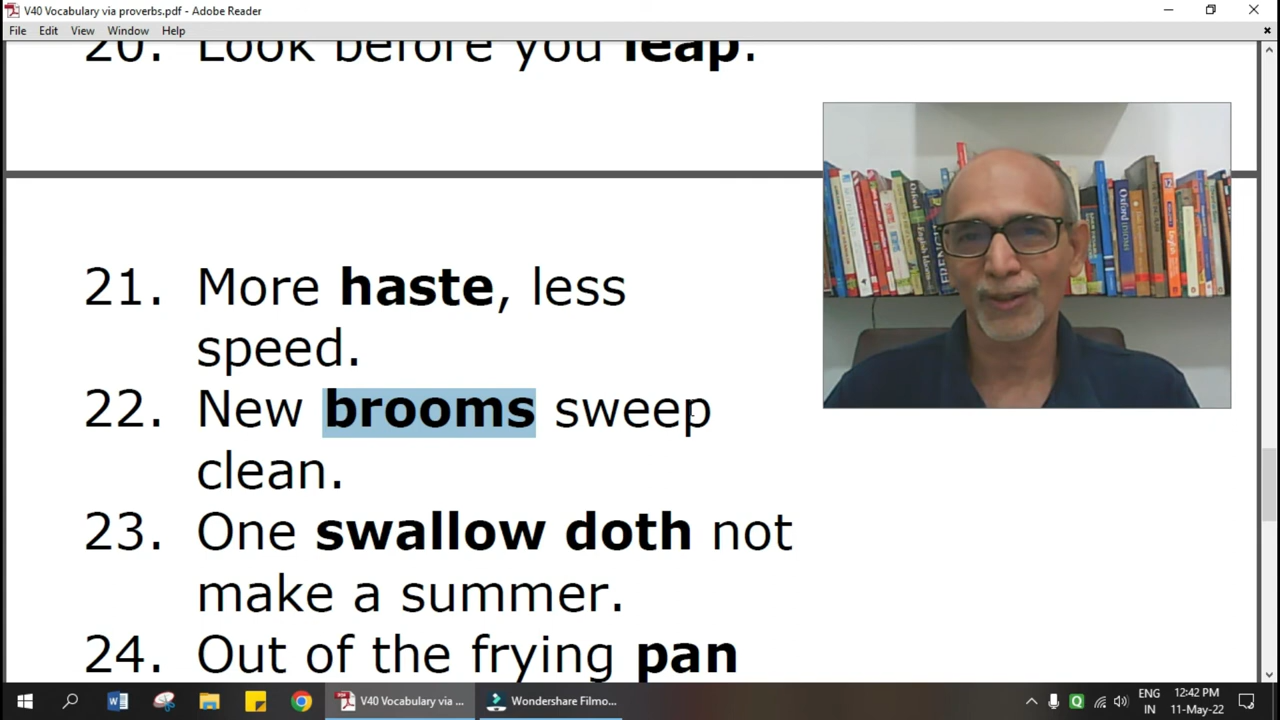 V40 Vocabulary via proverbs.pdf - Adobe Reader
File Edit View Window Help
20. Look before you leap.
21. More haste, less
speed.
22. New brooms sweep
clean.
23. One swallow doth not
make a summer.
24. Out of the frying pan
V40 Vocabulary via ...
Wondershare Filmo...
ENG
IN
12:42 PM
11-May-22